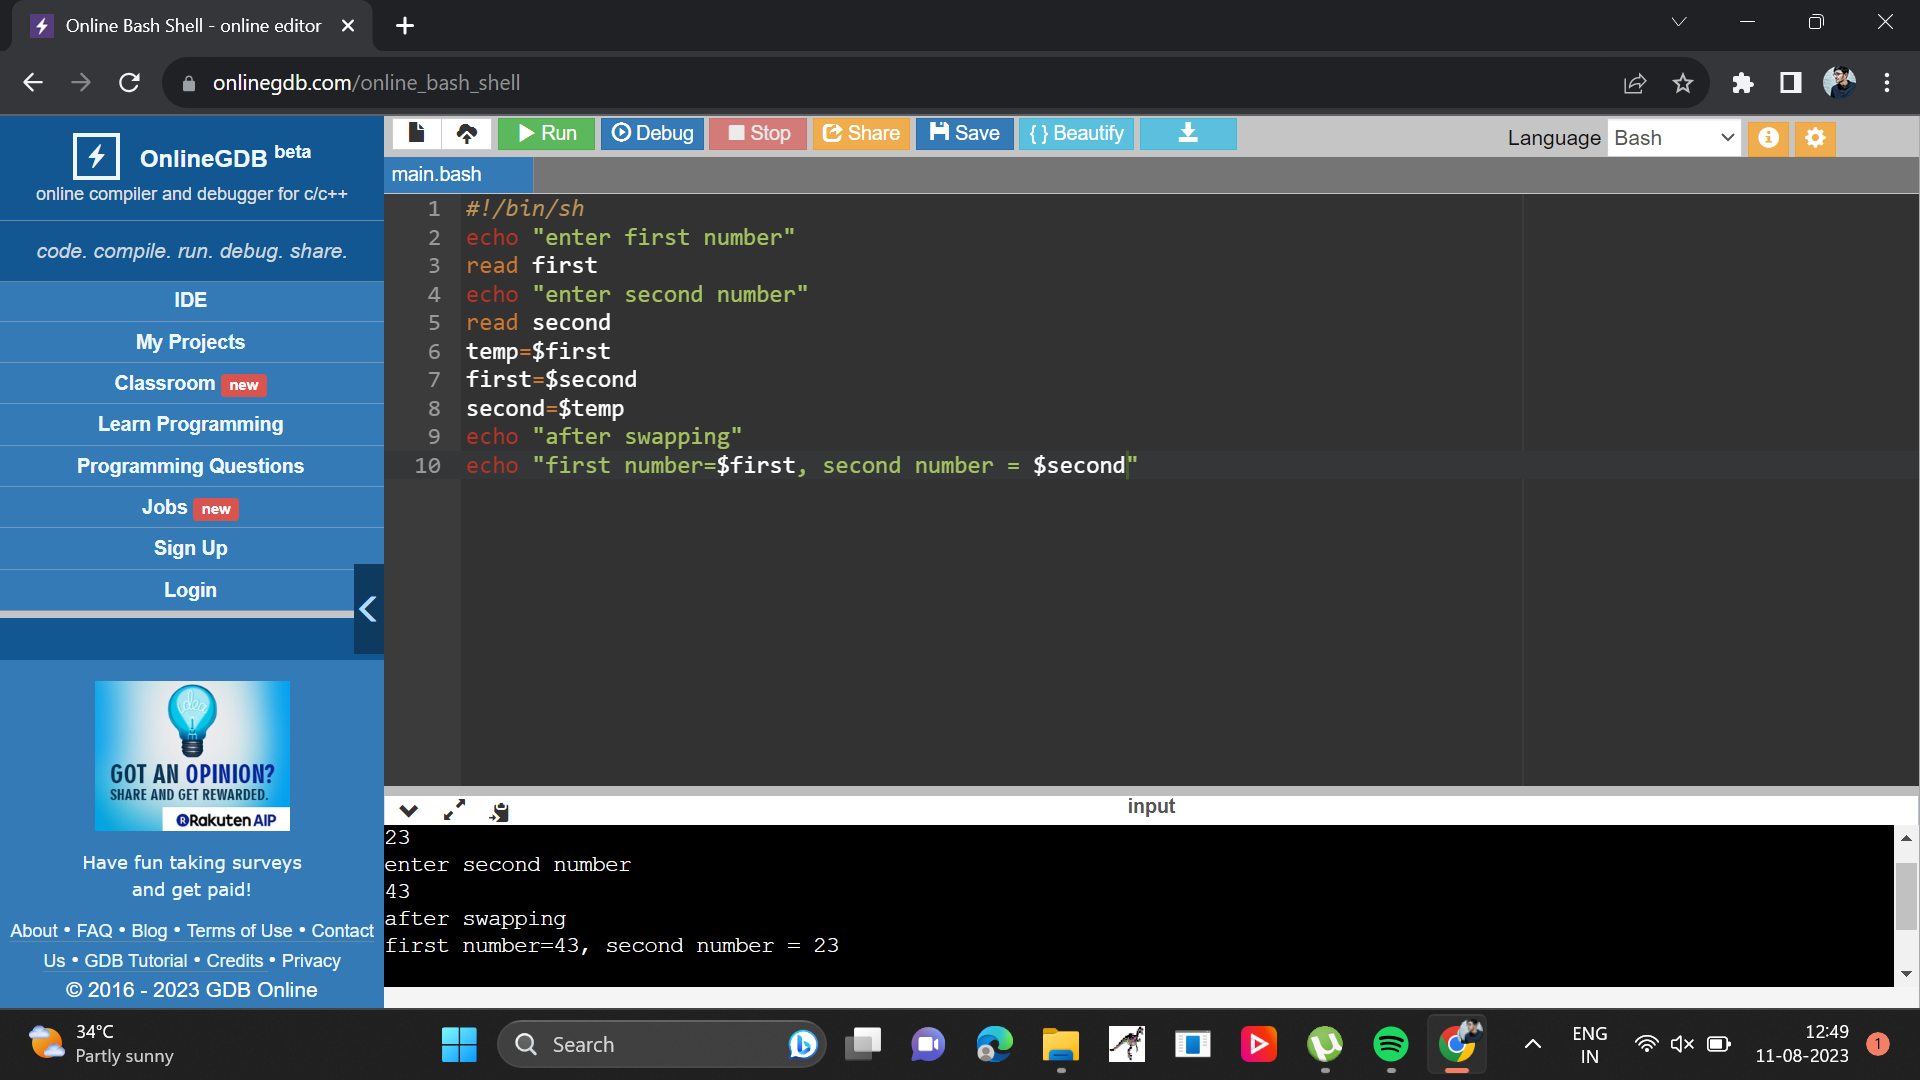 Online Bash Shell - online editor
onlinegdb.com/online_bash_shell
OnlineGDB beta
online compiler and debugger for c/c++
code. compile. run. debug. share.
IDE
My Projects
Classroom new
Learn Programming
Programming Questions
Jobs new
Sign Up
Login
idea
GOT AN OPINION?
SHARE AND GET REWARDED.
Rakuten AIP
Have fun taking surveys
and get paid!
About • FAQ • Blog • Terms of Use • Contact
Us • GDB Tutorial • Credits • Privacy
© 2016 - 2023 GDB Online
Run Debug Stop Share Save { } Beautify
Language Bash
main.bash
1 #!/bin/sh
2 echo "enter first number"
3 read first
4 echo "enter second number"
5 read second
6 temp=$first
7 first=$second
8 second=$temp
9 echo "after swapping"
10 echo "first number=$first, second number = $second"
input
23
enter second number
43
after swapping
first number=43, second number = 23
34°C
Partly sunny
Search
ENG
IN
12:49
11-08-2023
1